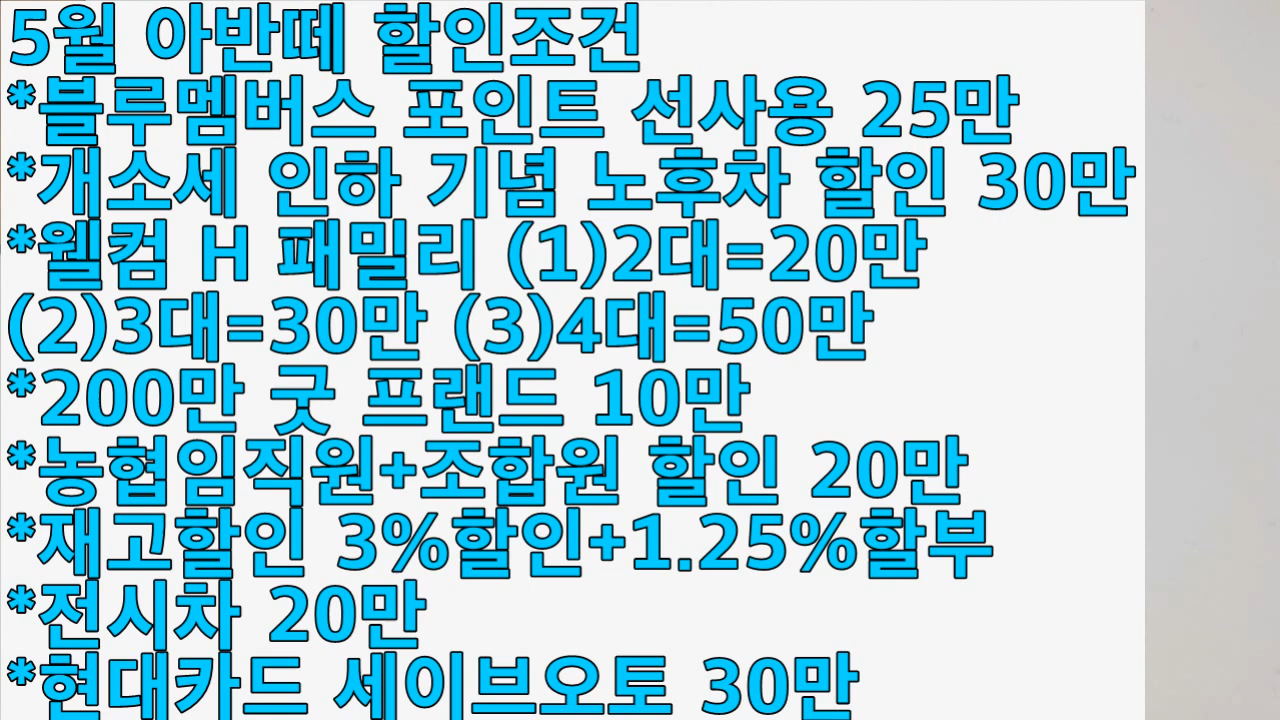 5월 아반떼 할인조건
*블루멤버스 포인트 선사용 25만
*개소세 인하 기념 노후차 할인 30만
*웰컴 H 패밀리 (1)2대=20만
(2)3대=30만 (3)4대=50만
*200만 굿 프랜드 10만
*농협임직원+조합원 할인 20만
*재고할인 3%할인+1.25%할부
*전시차 20만
*현대카드 세이브오토 30만